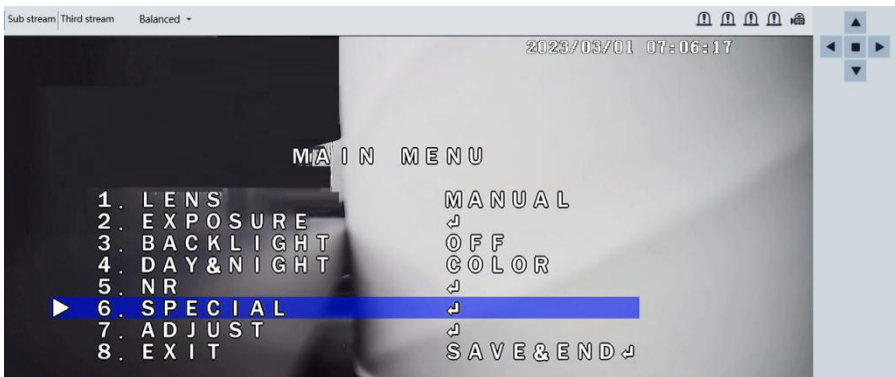 Sub stream Third stream Balanced
2023/03/01 07:06:17
MAIN MENU
1. LENS MANUAL
2. EXPOSURE ↲
3. BACKLIGHT OFF
4. DAY&NIGHT COLOR
5. NR ↲
6. SPECIAL ↲
7. ADJUST ↲
8. EXIT SAVE&END↲